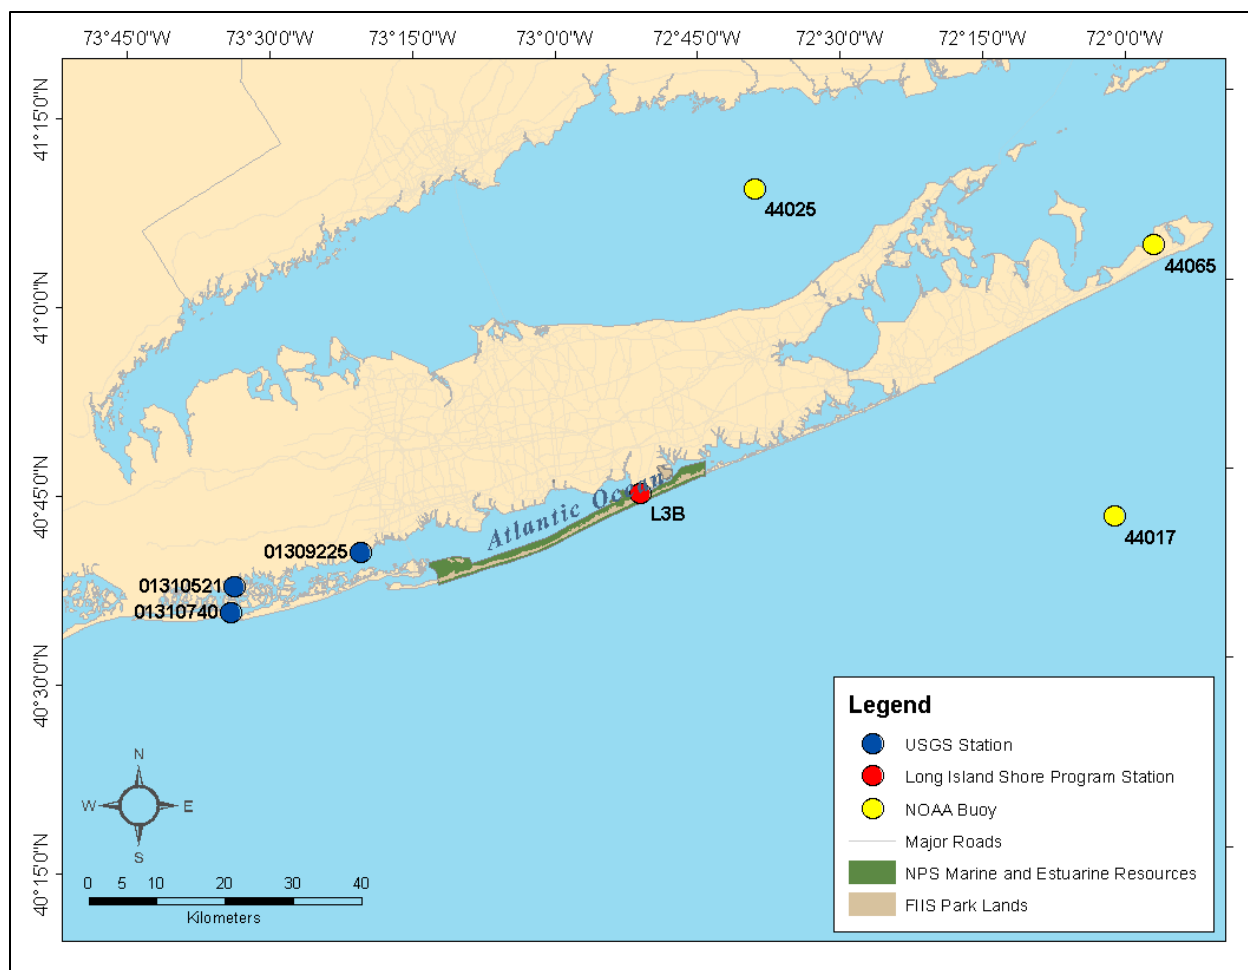 73°45'0"W 73°30'0"W 73°15'0"W 73°0'0"W 72°45'0"W 72°30'0"W 72°15'0"W 72°0'0"W
41°15'0"N
41°0'0"N
40°45'0"N
40°30'0"N
40°15'0"N
44025
44065
Atlantic Ocean
L3B
44017
01309225
01310521
01310740
N
W E
S
0 5 10 20 30 40
Kilometers
Legend
USGS Station
Long Island Shore Program Station
NOAA Buoy
Major Roads
NPS Marine and Estuarine Resources
FIIS Park Lands